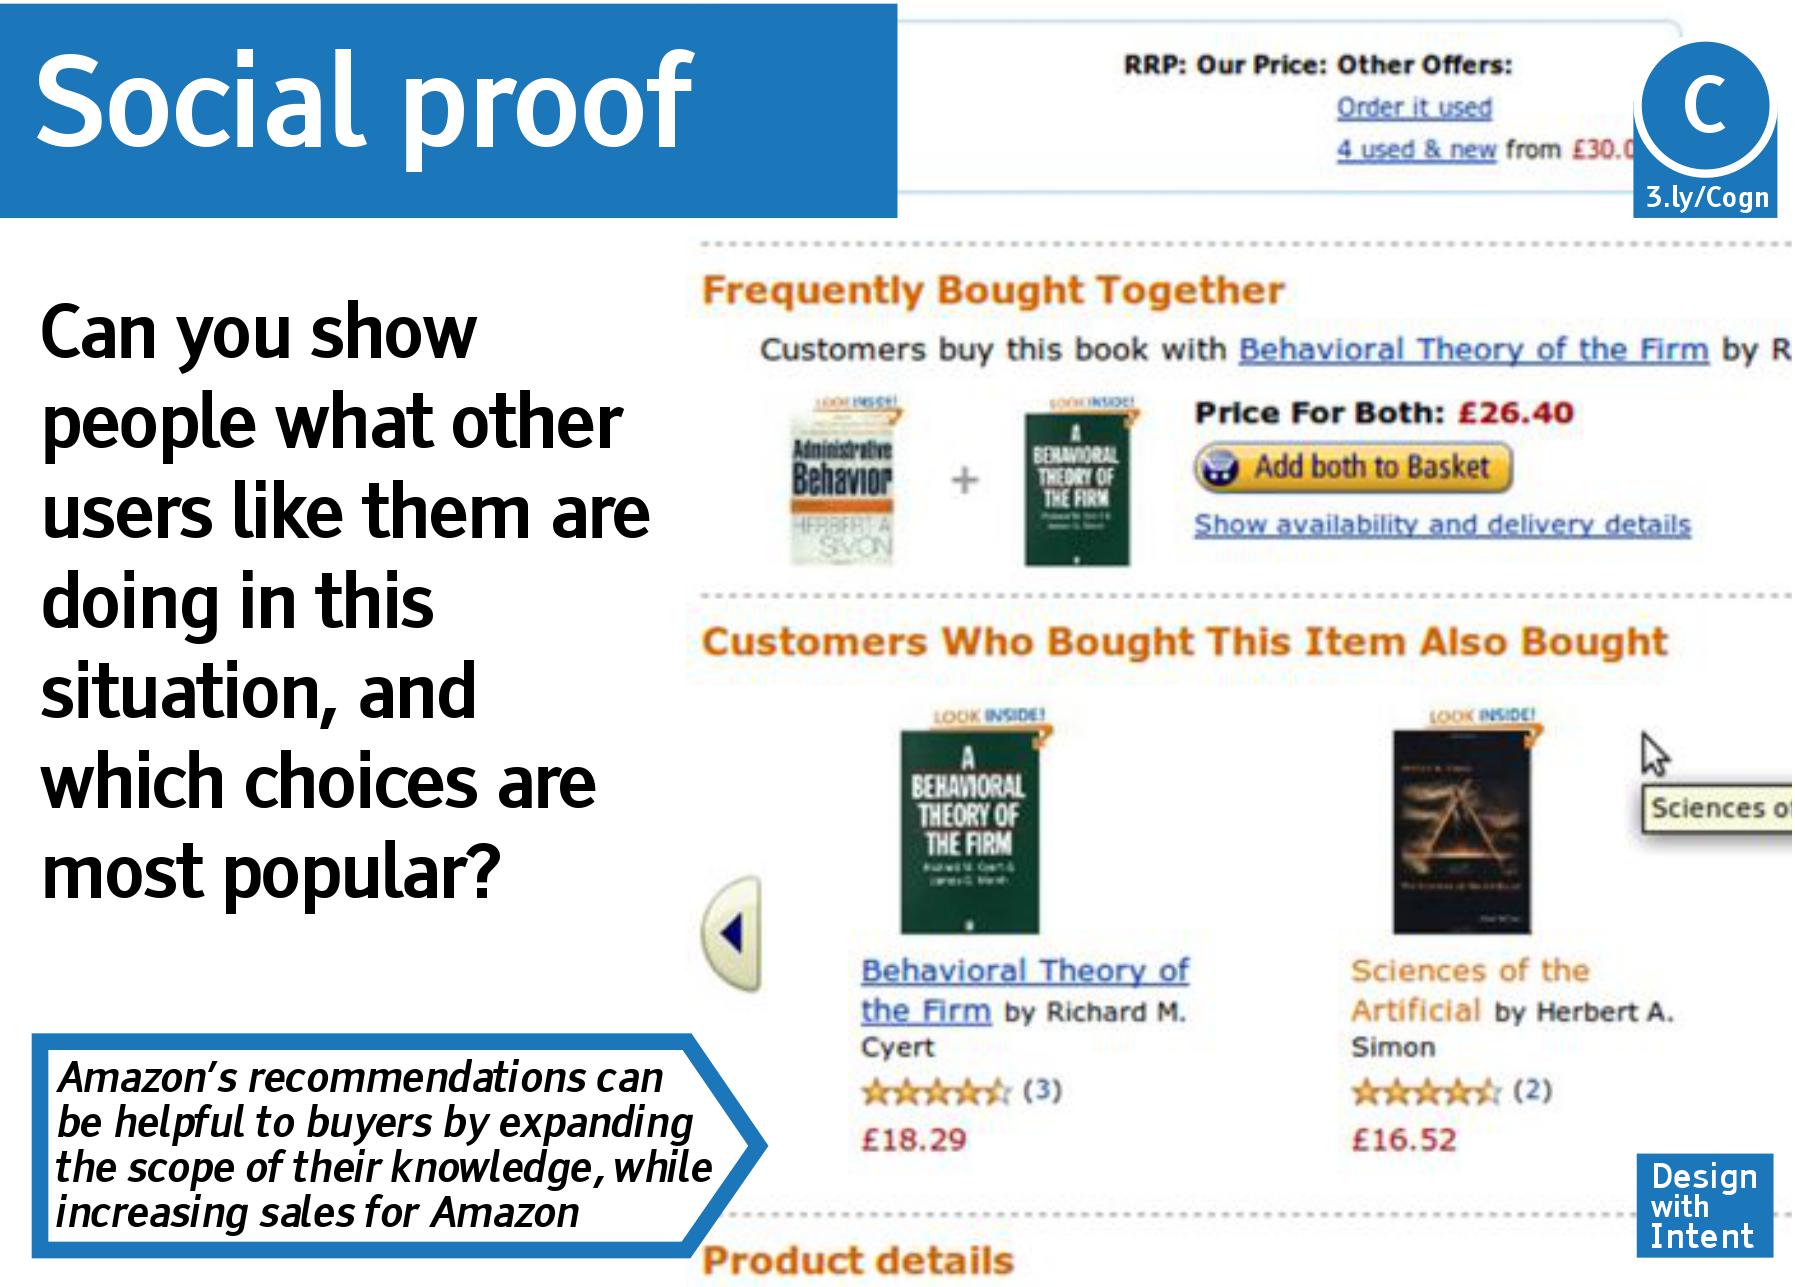 Social proof
RRP: Our Price: Other Offers:
Order it used
4 used & new from £30.0
C
3.ly/Cogn
Can you show
people what other
users like them are
doing in this
situation, and
which choices are
most popular?
Frequently Bought Together
Customers buy this book with Behavioral Theory of the Firm by R
LOOK INSIDE!
Administrative
Behavior
HERBERT A
SIMON
+
LOOK INSIDE!
A
BEHAVIORAL
THEORY OF
THE FIRM
Price For Both: £26.40
Add both to Basket
Show availability and delivery details
Customers Who Bought This Item Also Bought
LOOK INSIDE!
A
BEHAVIORAL
THEORY OF
THE FIRM
Richard M. Cyert &
James G. March
Behavioral Theory of
the Firm by Richard M.
Cyert
(3)
£18.29
LOOK INSIDE!
Sciences of the
Artificial by Herbert A.
Simon
(2)
£16.52
Sciences of
Amazon's recommendations can
be helpful to buyers by expanding
the scope of their knowledge, while
increasing sales for Amazon
Product details
Design
with
Intent